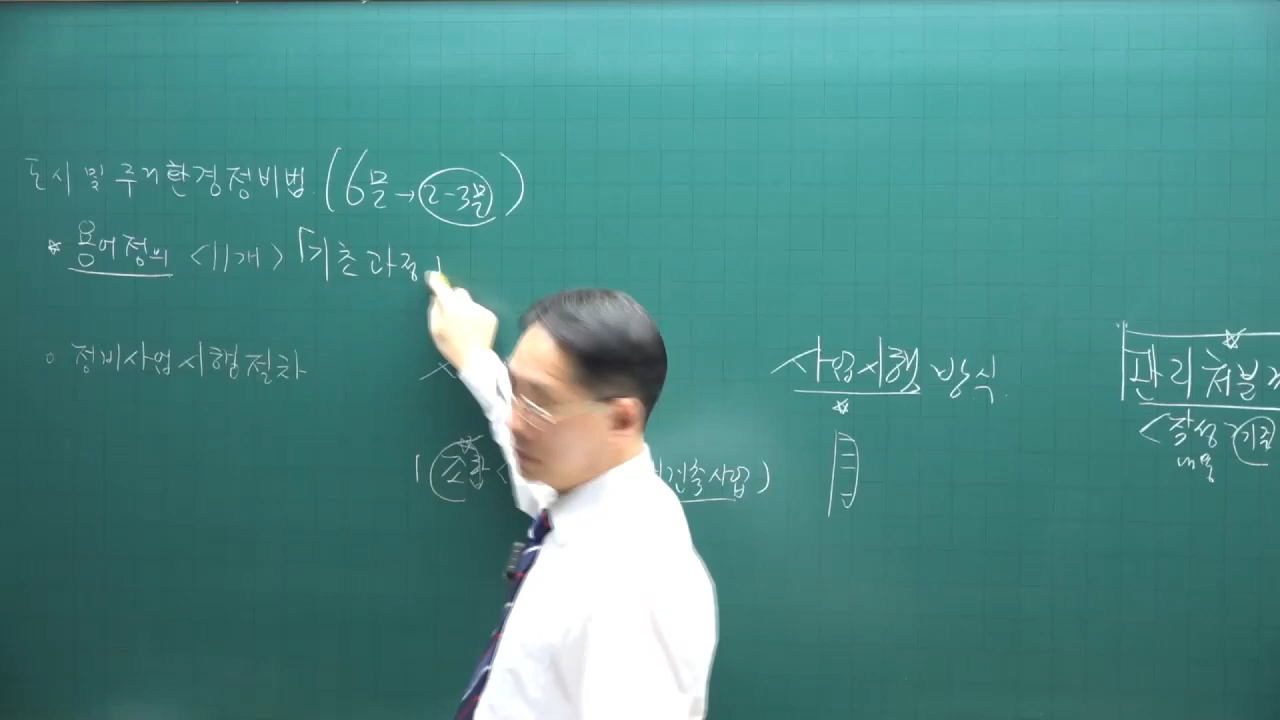 도시 및 주거환경정비법 (6문→2-3문)
* 용어정의 <11개> 「기초과정」
○ 정비사업시행절차
사업시행 방식
관리처분
건축사업)
<작성 기준
내용